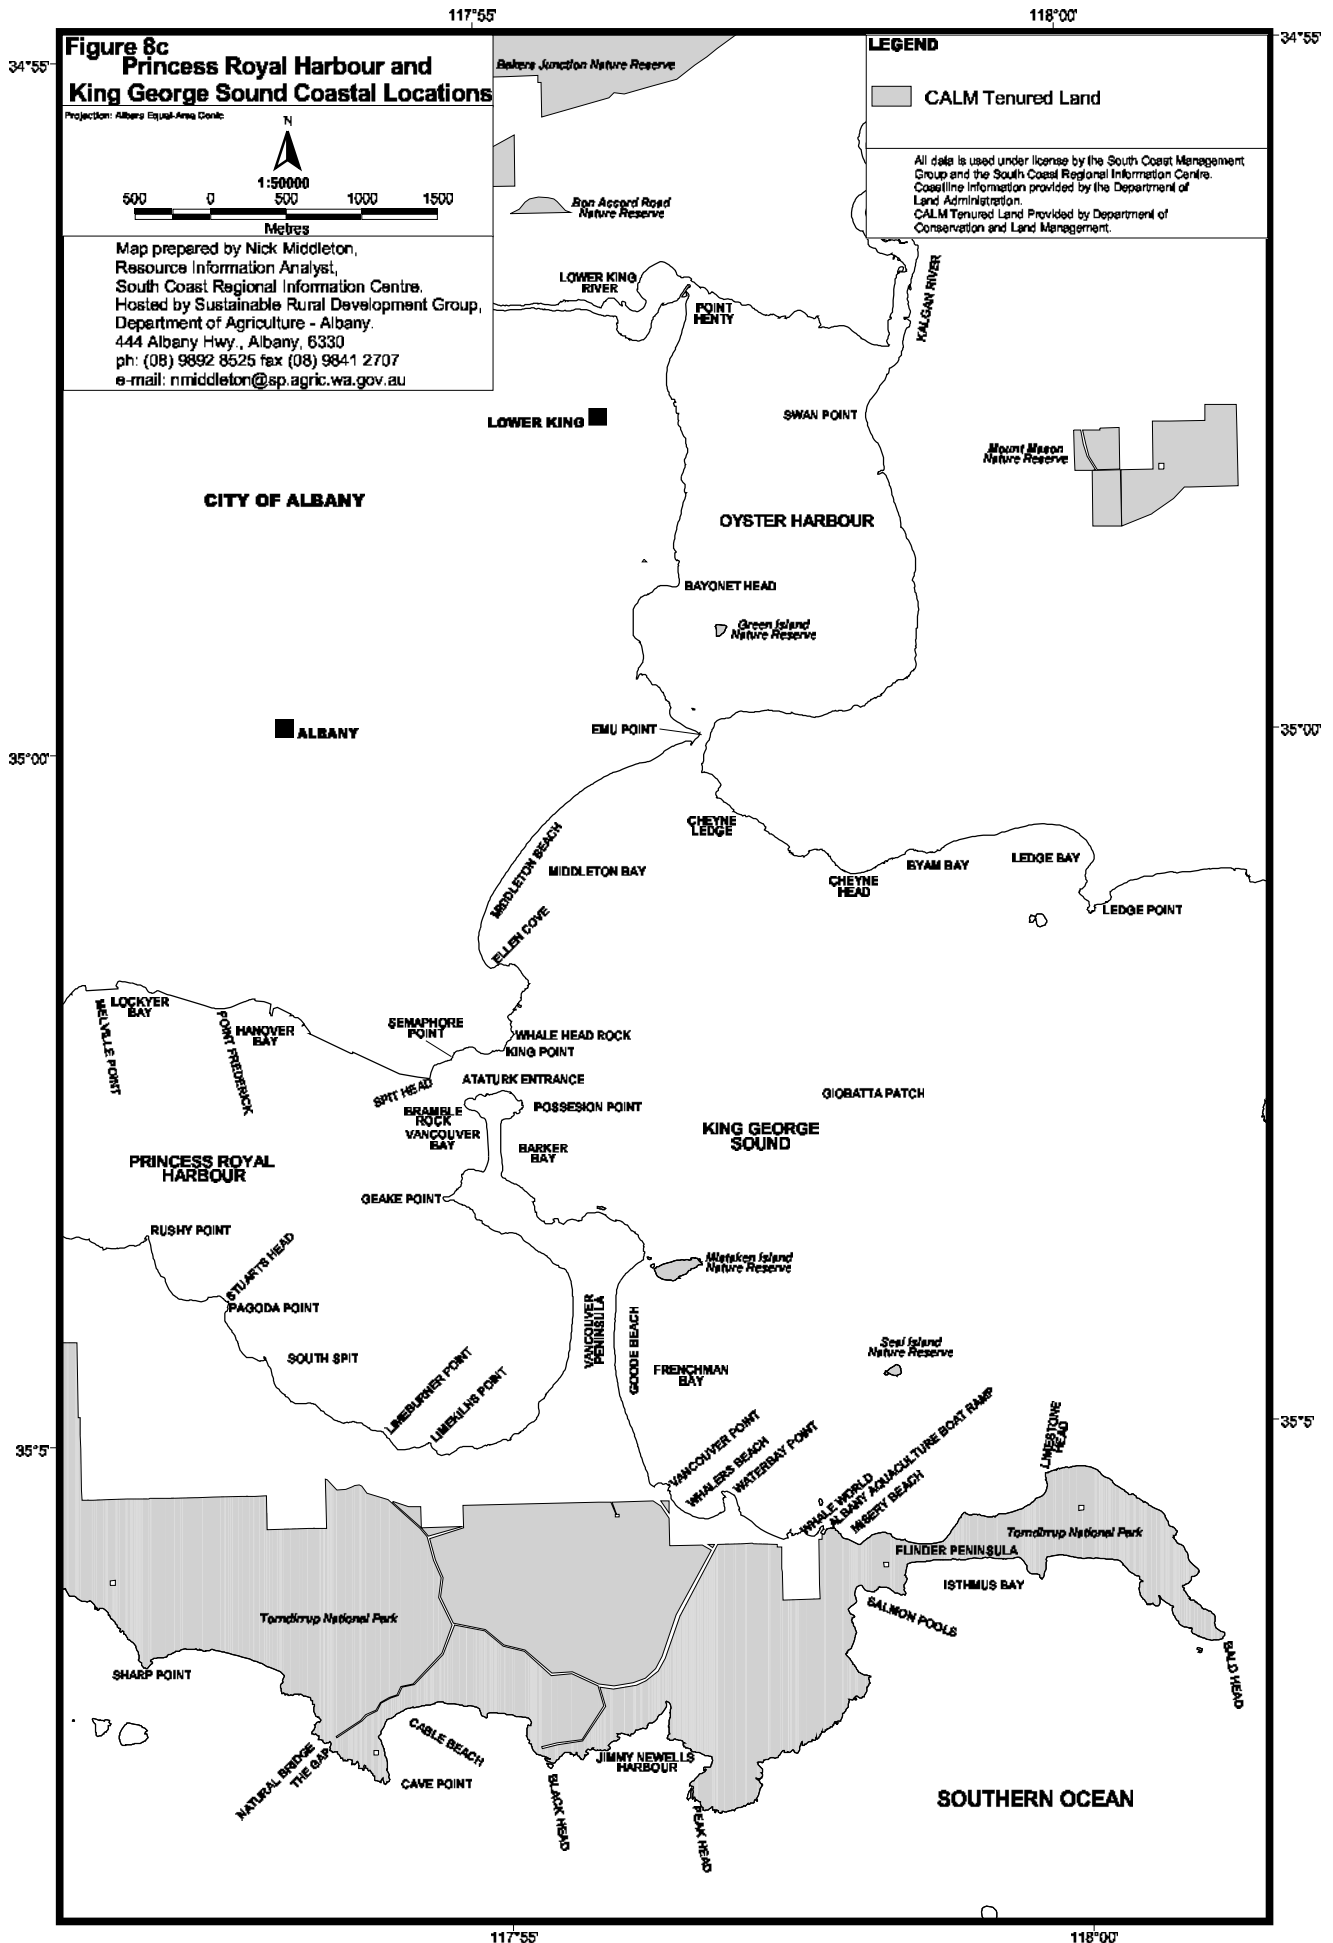 117°55'
118°00'
34°55'
34°55'
Figure 8c
Princess Royal Harbour and
King George Sound Coastal Locations
Projection: Albers Equal-Area Conic
N
1:50000
500 0 500 1000 1500
Metres
Map prepared by Nick Middleton,
Resource Information Analyst,
South Coast Regional Information Centre.
Hosted by Sustainable Rural Development Group,
Department of Agriculture - Albany.
444 Albany Hwy., Albany, 6330
ph: (08) 9892 8525 fax (08) 9841 2707
e-mail: nmiddleton@sp.agric.wa.gov.au
LEGEND
CALM Tenured Land
All data is used under license by the South Coast Management
Group and the South Coast Regional Information Centre.
Coastline Information provided by the Department of
Land Administration.
CALM Tenured Land Provided by Department of
Conservation and Land Management.
Bakers Junction Nature Reserve
Bon Accord Road
Nature Reserve
LOWER KING
RIVER
POINT
HENTY
KALGAN RIVER
SWAN POINT
LOWER KING
Mount Mason
Nature Reserve
CITY OF ALBANY
OYSTER HARBOUR
BAYONET HEAD
Green Island
Nature Reserve
EMU POINT
ALBANY
35°00'
35°00'
CHEYNE
LEDGE
MIDDLETON BEACH
MIDDLETON BAY
CHEYNE
HEAD
BYAM BAY
LEDGE BAY
LEDGE POINT
ELLEN COVE
LOCKYER
BAY
MELVILLE POINT
POINT FREDERICK
HANOVER
BAY
SEMAPHORE
POINT
WHALE HEAD ROCK
KING POINT
SPIT HEAD
ATATURK ENTRANCE
GIOBATTA PATCH
BRAMBLE
ROCK
POSSESION POINT
VANCOUVER
BAY
BARKER
BAY
KING GEORGE
SOUND
PRINCESS ROYAL
HARBOUR
GEAKE POINT
RUSHY POINT
STUARTS HEAD
PAGODA POINT
Mistaken Island
Nature Reserve
VANCOUVER
PENINSULA
GOODE BEACH
SOUTH SPIT
FRENCHMAN
BAY
Seal Island
Nature Reserve
LIMEBURNER POINT
LIMEKILNS POINT
35°5'
35°5'
VANCOUVER POINT
WHALERS BEACH
WATERBAY POINT
WHALE WORLD
ALBANY AQUACULTURE BOAT RAMP
MISERY BEACH
LIMESTONE
HEAD
Torndirrup National Park
FLINDER PENINSULA
ISTHMUS BAY
SALMON POOLS
BALD HEAD
Torndirrup National Park
SHARP POINT
NATURAL BRIDGE
THE GAP
CABLE BEACH
CAVE POINT
BLACK HEAD
JIMMY NEWELLS
HARBOUR
PEAK HEAD
SOUTHERN OCEAN
117°55'
118°00'